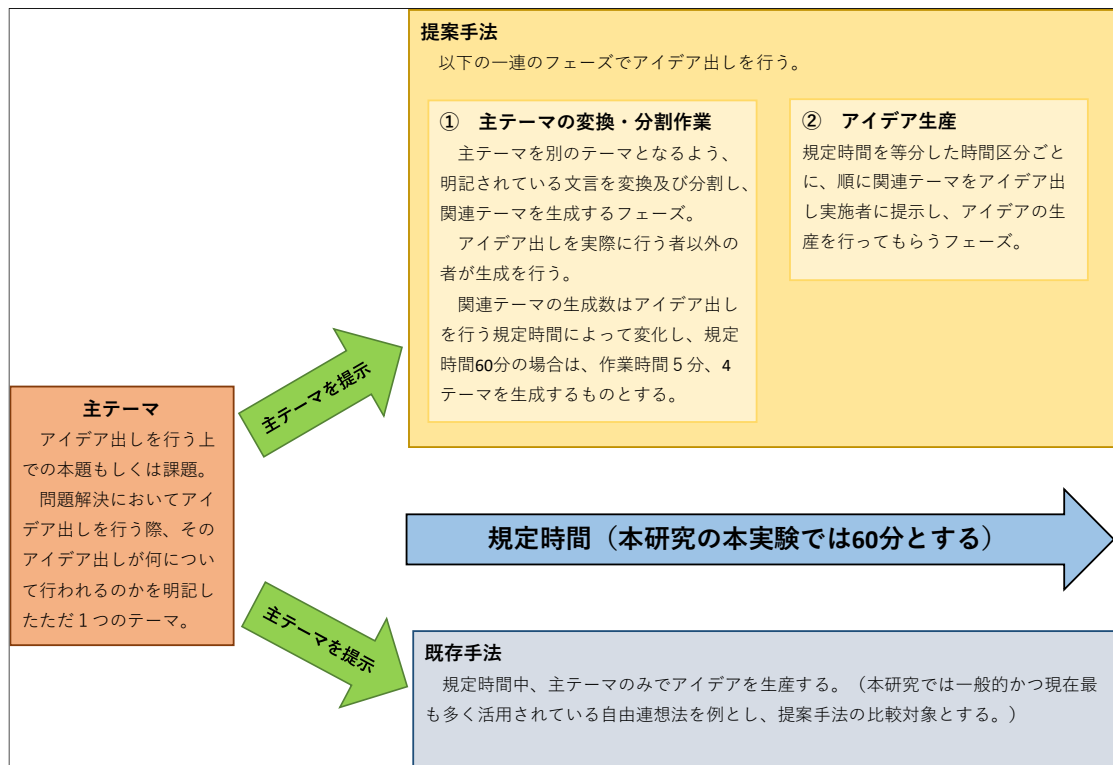 提案手法
以下の一連のフェーズでアイデア出しを行う。
① 主テーマの変換・分割作業
主テーマを別のテーマとなるよう、
明記されている文言を変換及び分割し、
関連テーマを生成するフェーズ。
アイデア出しを実際に行う者以外の
者が生成を行う。
関連テーマの生成数はアイデア出し
を行う規定時間によって変化し、規定
時間60分の場合は、作業時間５分、4
テーマを生成するものとする。
② アイデア生産
規定時間を等分した時間区分ごと
に、順に関連テーマをアイデア出
し実施者に提示し、アイデアの生
産を行ってもらうフェーズ。
主テーマを提示
主テーマ
アイデア出しを行う上
での本題もしくは課題。
問題解決においてアイ
デア出しを行う際、その
アイデア出しが何につい
て行われるのかを明記し
たただ１つのテーマ。
規定時間（本研究の本実験では60分とする）
主テーマを提示
既存手法
規定時間中、主テーマのみでアイデアを生産する。（本研究では一般的かつ現在最
も多く活用されている自由連想法を例とし、提案手法の比較対象とする。）